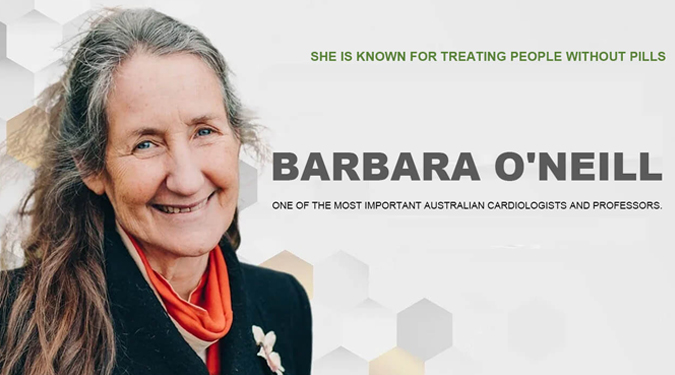 SHE IS KNOWN FOR TREATING PEOPLE WITHOUT PILLS
BARBARA O'NEILL
ONE OF THE MOST IMPORTANT AUSTRALIAN CARDIOLOGISTS AND PROFESSORS.